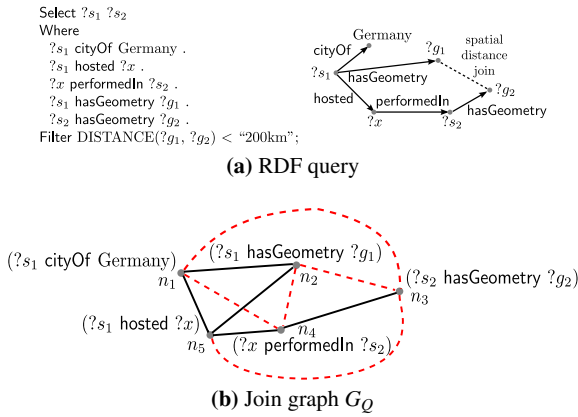 Select ?s1 ?s2
Where
?s1 cityOf Germany .
?s1 hosted ?x .
?x performedIn ?s2 .
?s1 hasGeometry ?g1 .
?s2 hasGeometry ?g2 .
Filter DISTANCE(?g1, ?g2) < “200km”;
Germany
cityOf
?s1
hasGeometry
?g1
spatial
distance
join
?g2
hosted
performedIn
hasGeometry
?x
?s2
(a) RDF query
(?s1 cityOf Germany)
n1
(?s1 hasGeometry ?g1)
n2
(?s2 hasGeometry ?g2)
n3
(?s1 hosted ?x)
n5
n4
(?x performedIn ?s2)
(b) Join graph GQ